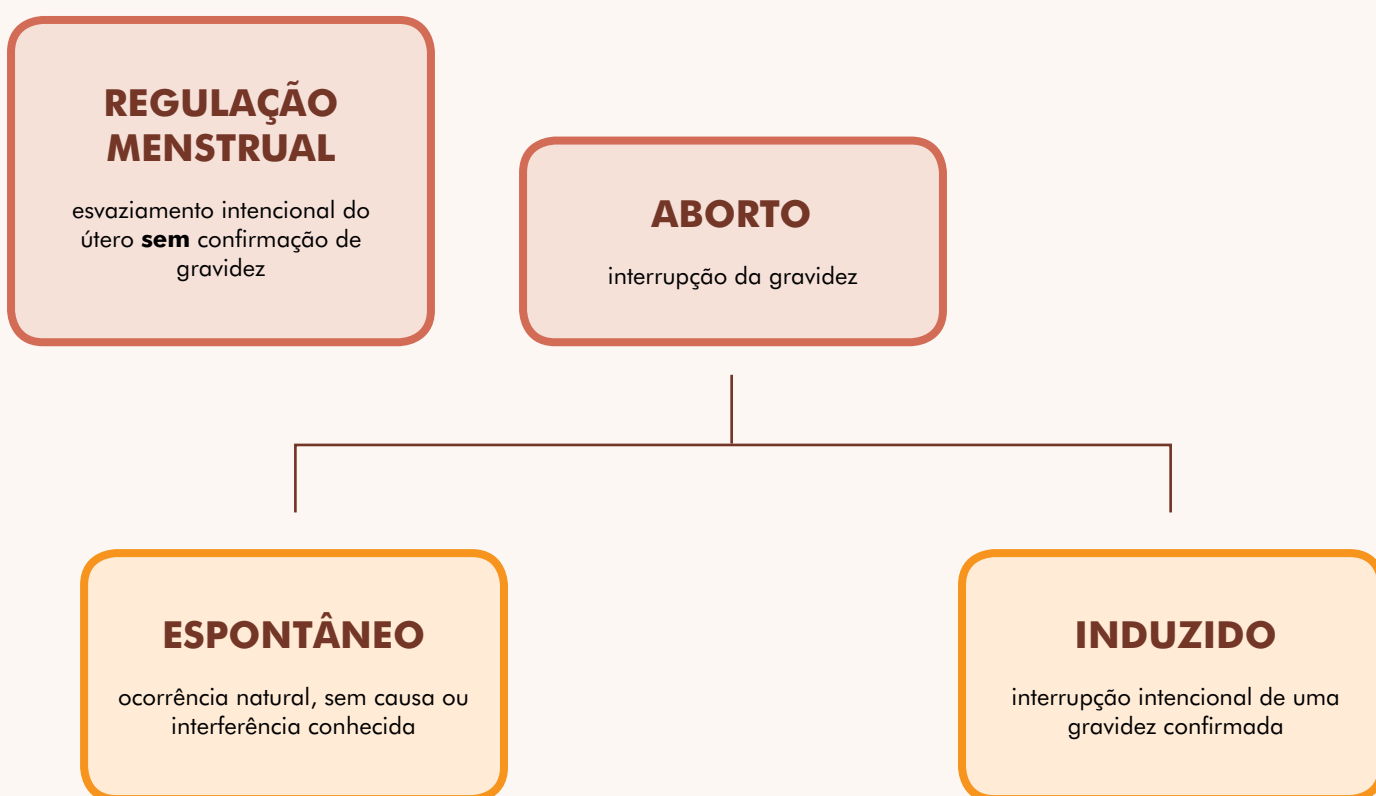 REGULAÇÃO
MENSTRUAL
esvaziamento intencional do
útero sem confirmação de
gravidez
ABORTO
interrupção da gravidez
ESPONTÂNEO
ocorrência natural, sem causa ou
interferência conhecida
INDUZIDO
interrupção intencional de uma
gravidez confirmada